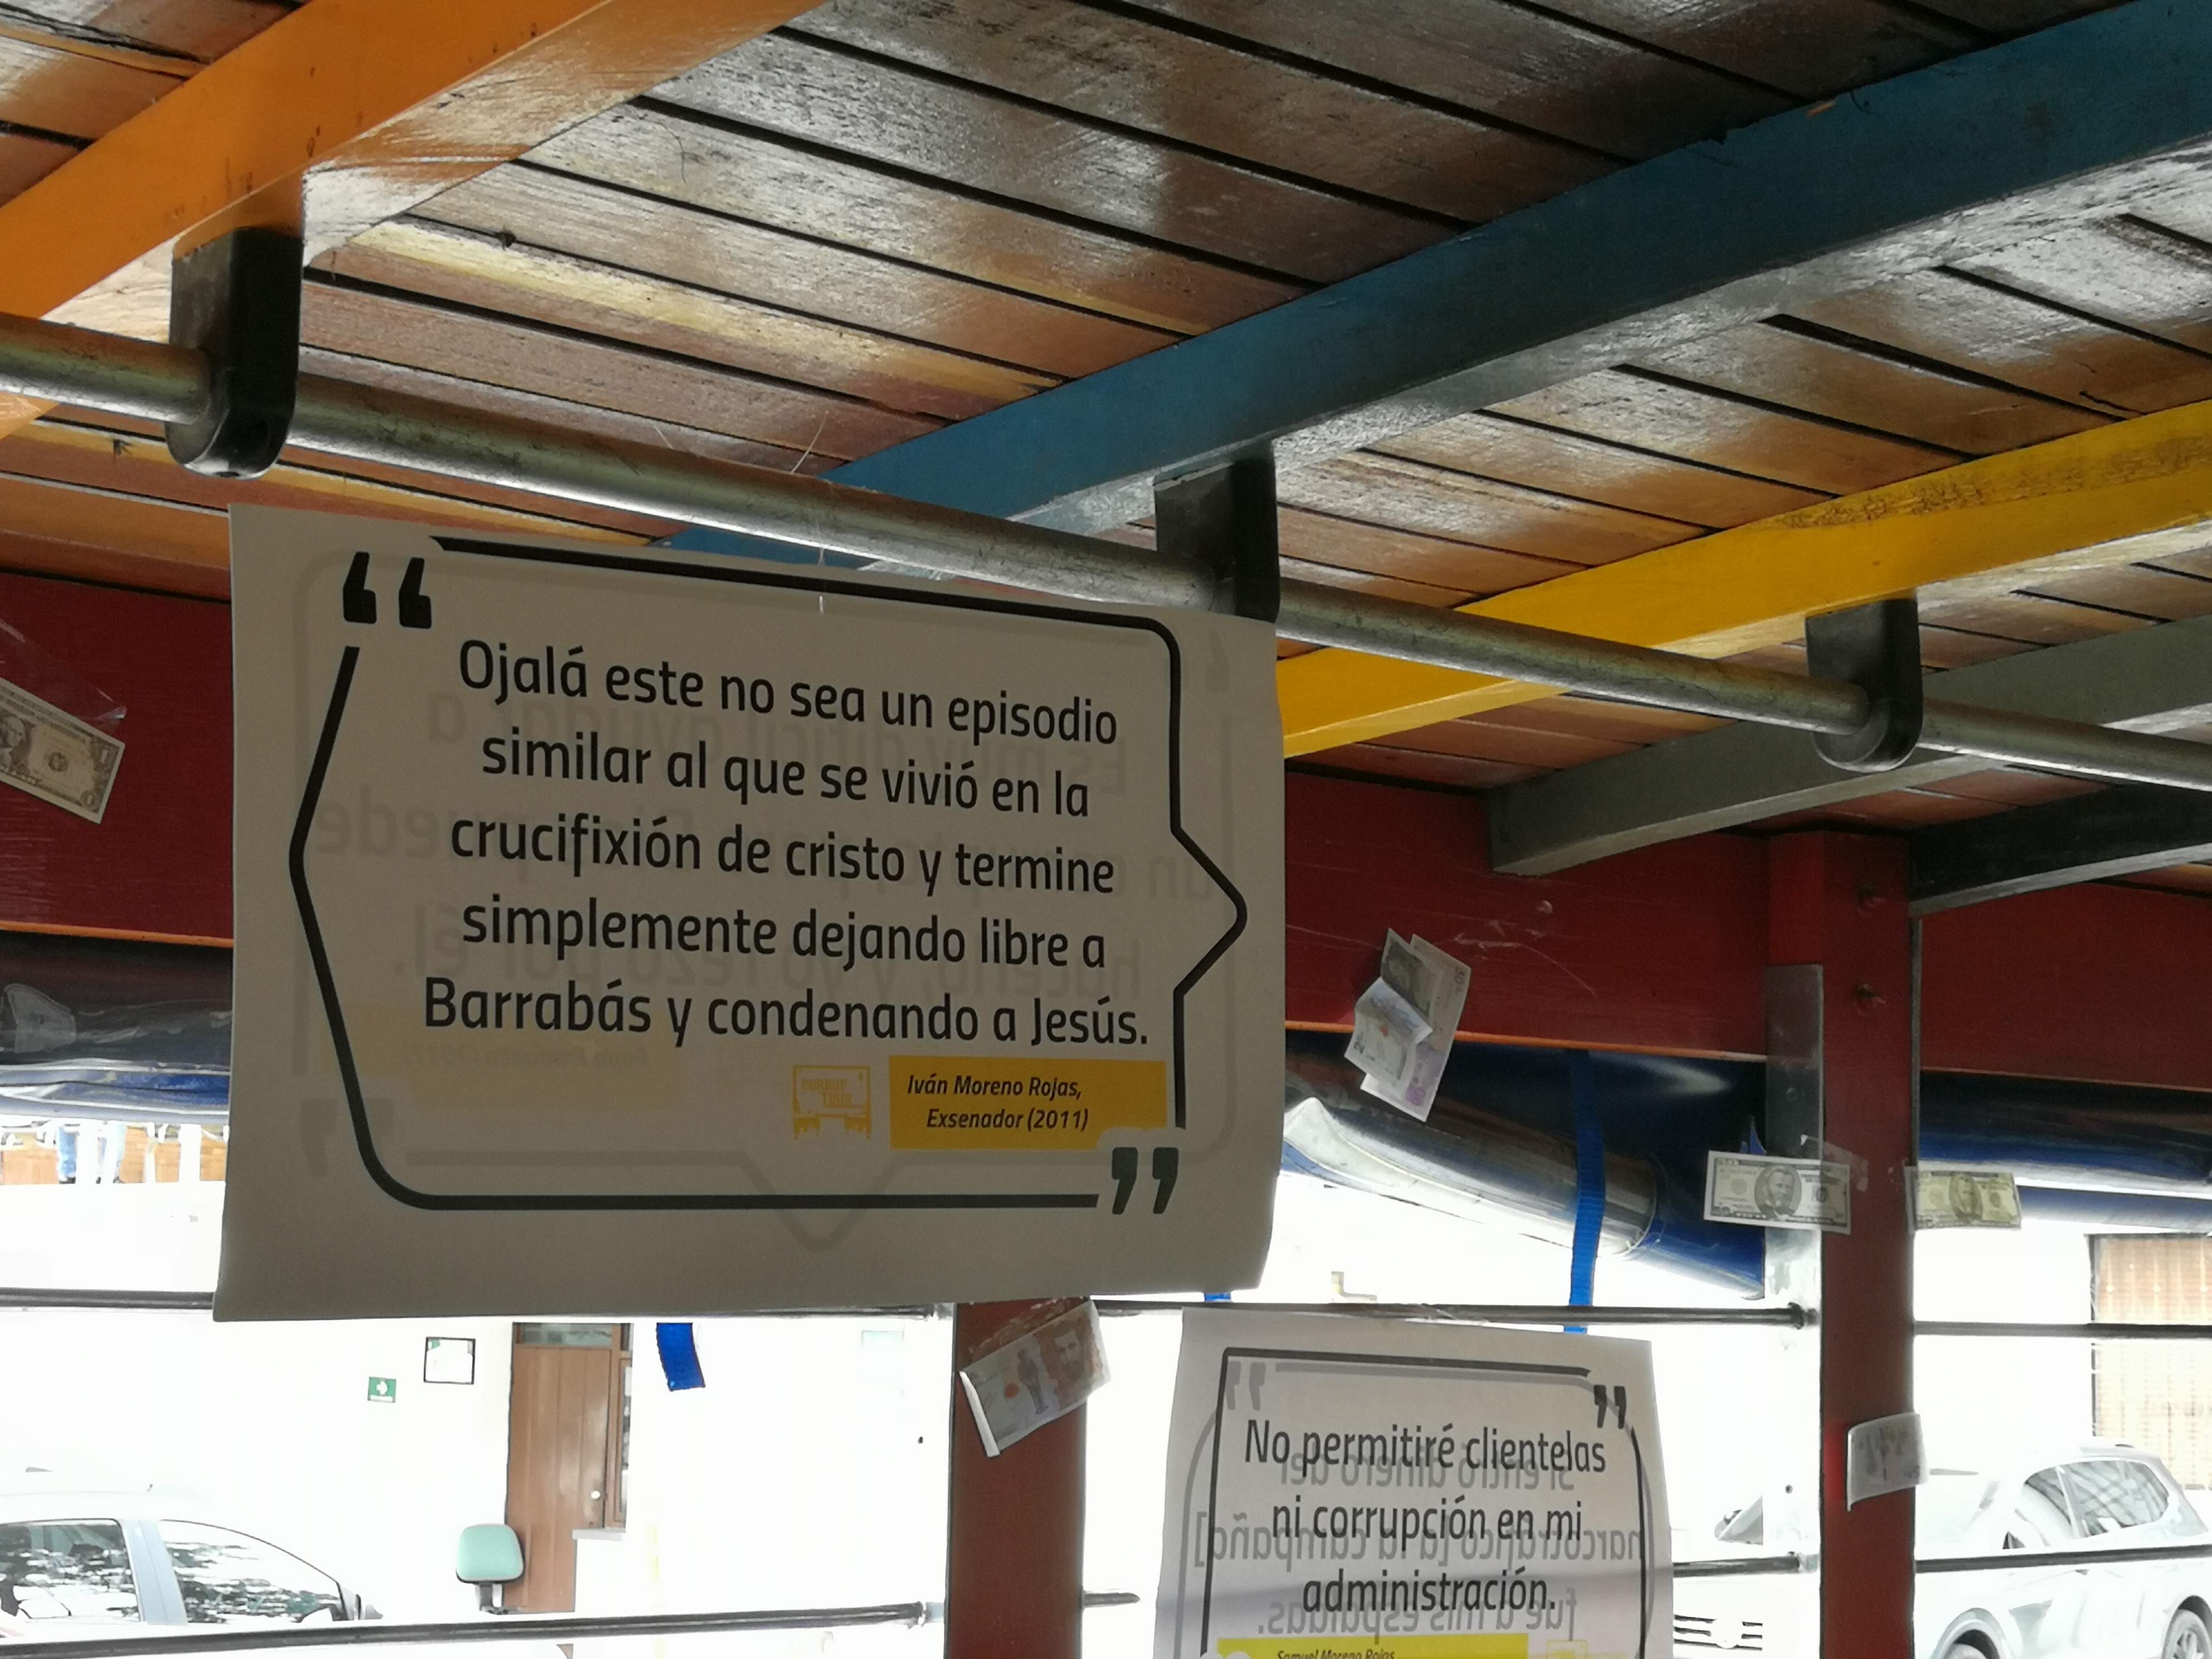 Ojalá este no sea un episodio
similar al que se vivió en la
crucifixión de cristo y termine
simplemente dejando libre a
Barrabás y condenando a Jesús.
CORRUP
TOUR
Iván Moreno Rojas,
Exsenador (2011)
No permitiré clientelas
ni corrupción en mi
administración.
Samuel Moreno Rojas